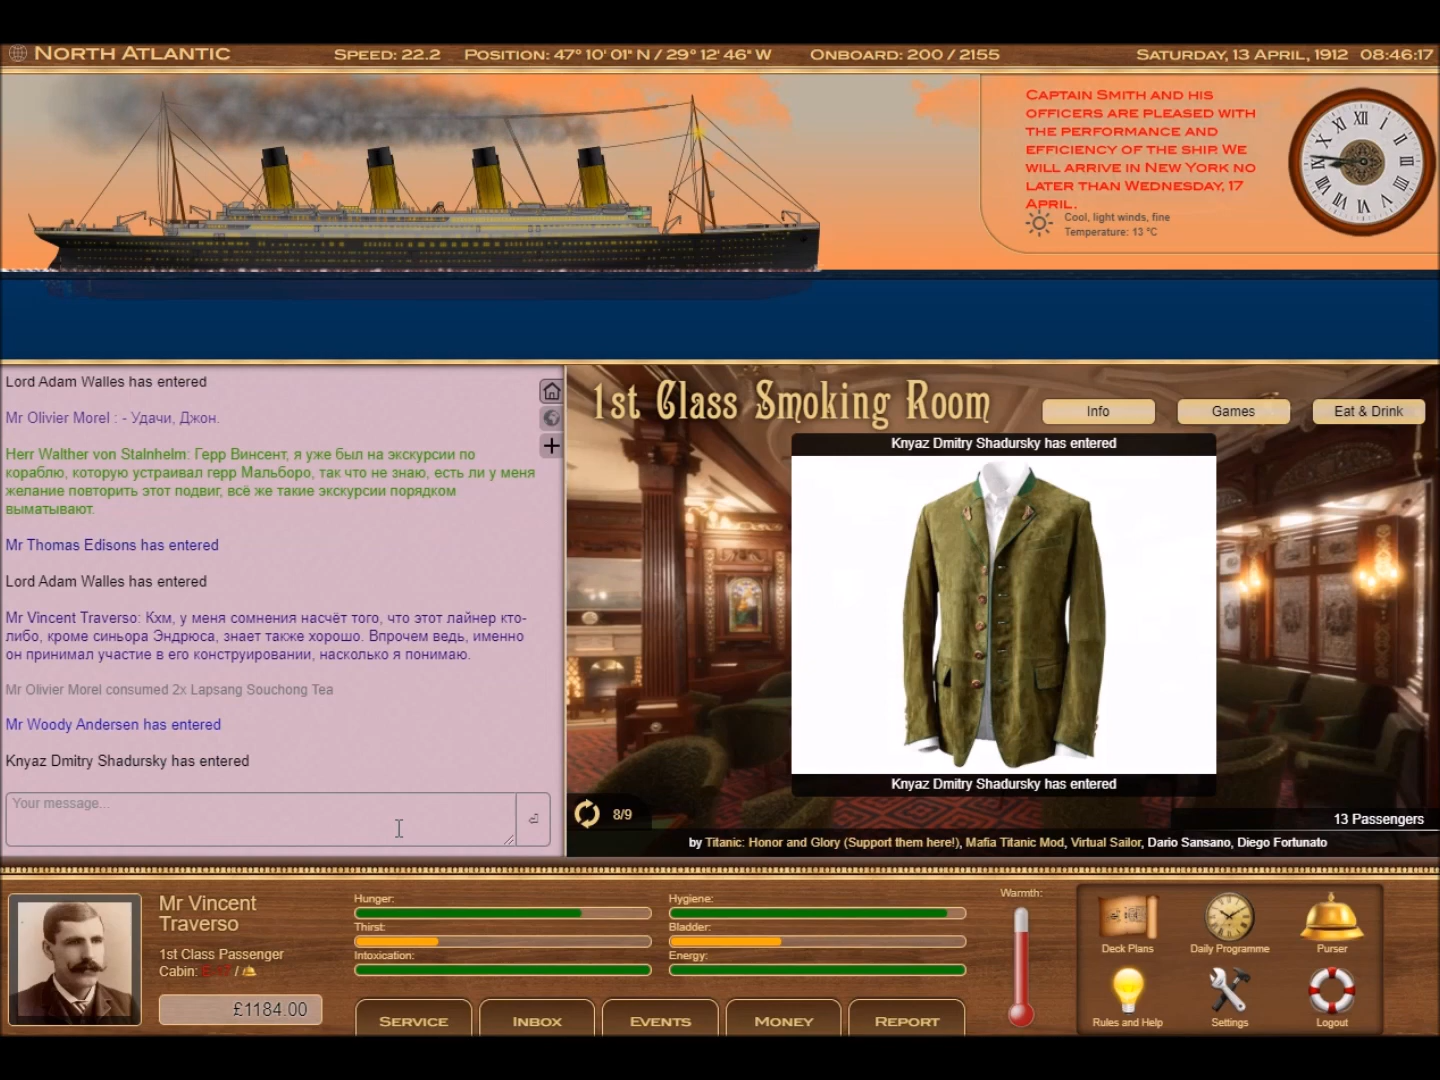 North Atlantic
Speed: 22.2
Position: 47° 10' 01" N / 29° 12' 46" W
Onboard: 200 / 2155
Saturday, 13 April, 1912 08:46:17
Captain Smith and his
officers are pleased with
the performance and
efficiency of the ship. We
will arrive in New York no
later than Wednesday, 17
April.
Cool, light winds, fine
Temperature: 13 °C
Lord Adam Walles has entered
Mr Olivier Morel : - Удачи, Джон.
Herr Walther von Stalnhelm: Герр Винсент, я уже был на экскурсии по
кораблю, которую устраивал герр Мальборо, так что не знаю, есть ли у меня
желание повторить этот подвиг, всё же такие экскурсии порядком
выматывают.
Mr Thomas Edisons has entered
Lord Adam Walles has entered
Mr Vincent Traverso: Кхм, у меня сомнения насчёт того, что этот лайнер кто-
либо, кроме синьора Эндрюса, знает также хорошо. Впрочем ведь, именно
он принимал участие в его конструировании, насколько я понимаю.
Mr Olivier Morel consumed 2x Lapsang Souchong Tea
Mr Woody Andersen has entered
Knyaz Dmitry Shadursky has entered
Your message...
1st Class Smoking Room
Info
Games
Eat & Drink
Knyaz Dmitry Shadursky has entered
Knyaz Dmitry Shadursky has entered
8/9
13 Passengers
by Titanic: Honor and Glory (Support them here!), Mafia Titanic Mod, Virtual Sailor, Dario Sansano, Diego Fortunato
Mr Vincent
Traverso
1st Class Passenger
Cabin: / 
£1184.00
Hunger:
Thirst:
Intoxication:
Hygiene:
Bladder:
Energy:
Warmth:
Service
Inbox
Events
Money
Report
Deck Plans
Daily Programme
Purser
Rules and Help
Settings
Logout